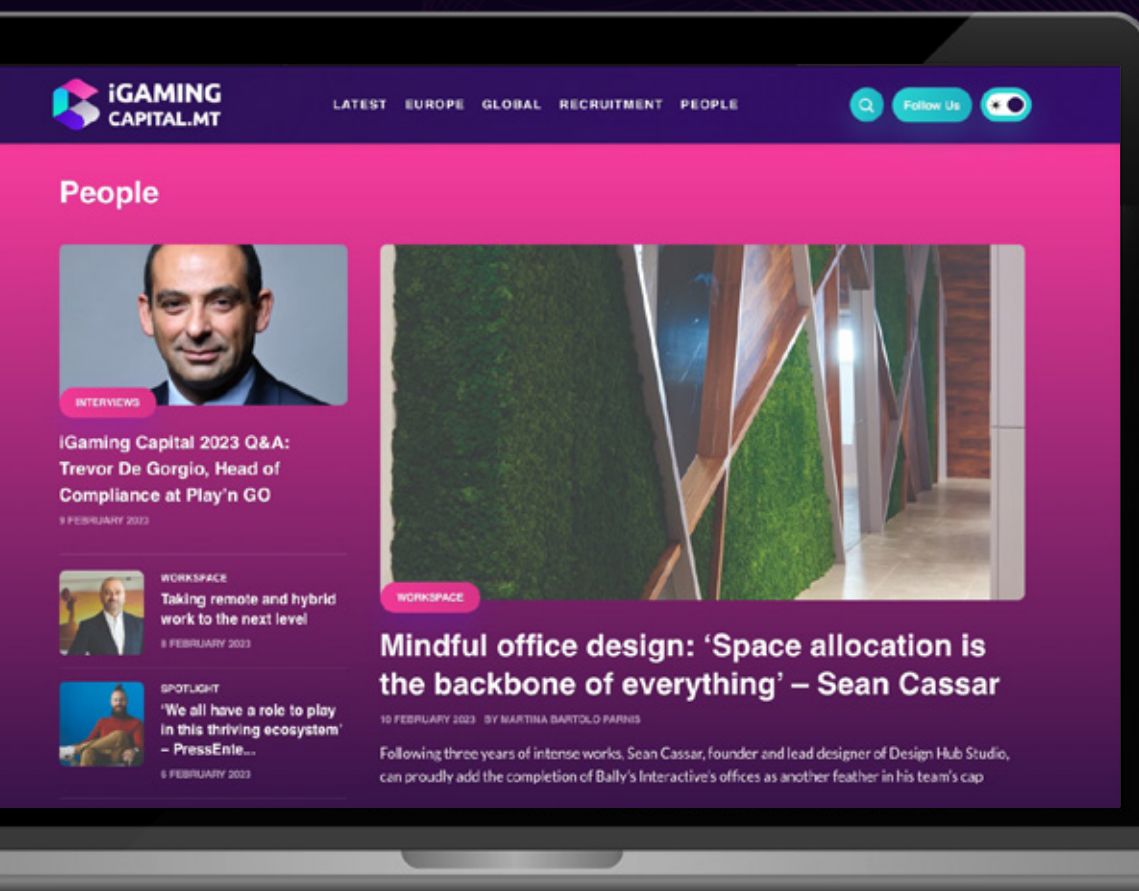 iGAMING
CAPITAL.MT
LATEST EUROPE GLOBAL RECRUITMENT PEOPLE
Follow Us
People
INTERVIEWS
iGaming Capital 2023 Q&A:
Trevor De Gorgio, Head of
Compliance at Play'n GO
9 FEBRUARY 2023
WORKSPACE
Taking remote and hybrid
work to the next level
8 FEBRUARY 2023
SPOTLIGHT
'We all have a role to play
in this thriving ecosystem'
– PressEnte...
6 FEBRUARY 2023
WORKSPACE
Mindful office design: ‘Space allocation is
the backbone of everything’ – Sean Cassar
10 FEBRUARY 2023 BY MARTINA BARTOLO PARNIS
Following three years of intense works, Sean Cassar, founder and lead designer of Design Hub Studio,
can proudly add the completion of Bally's Interactive's offices as another feather in his team's cap